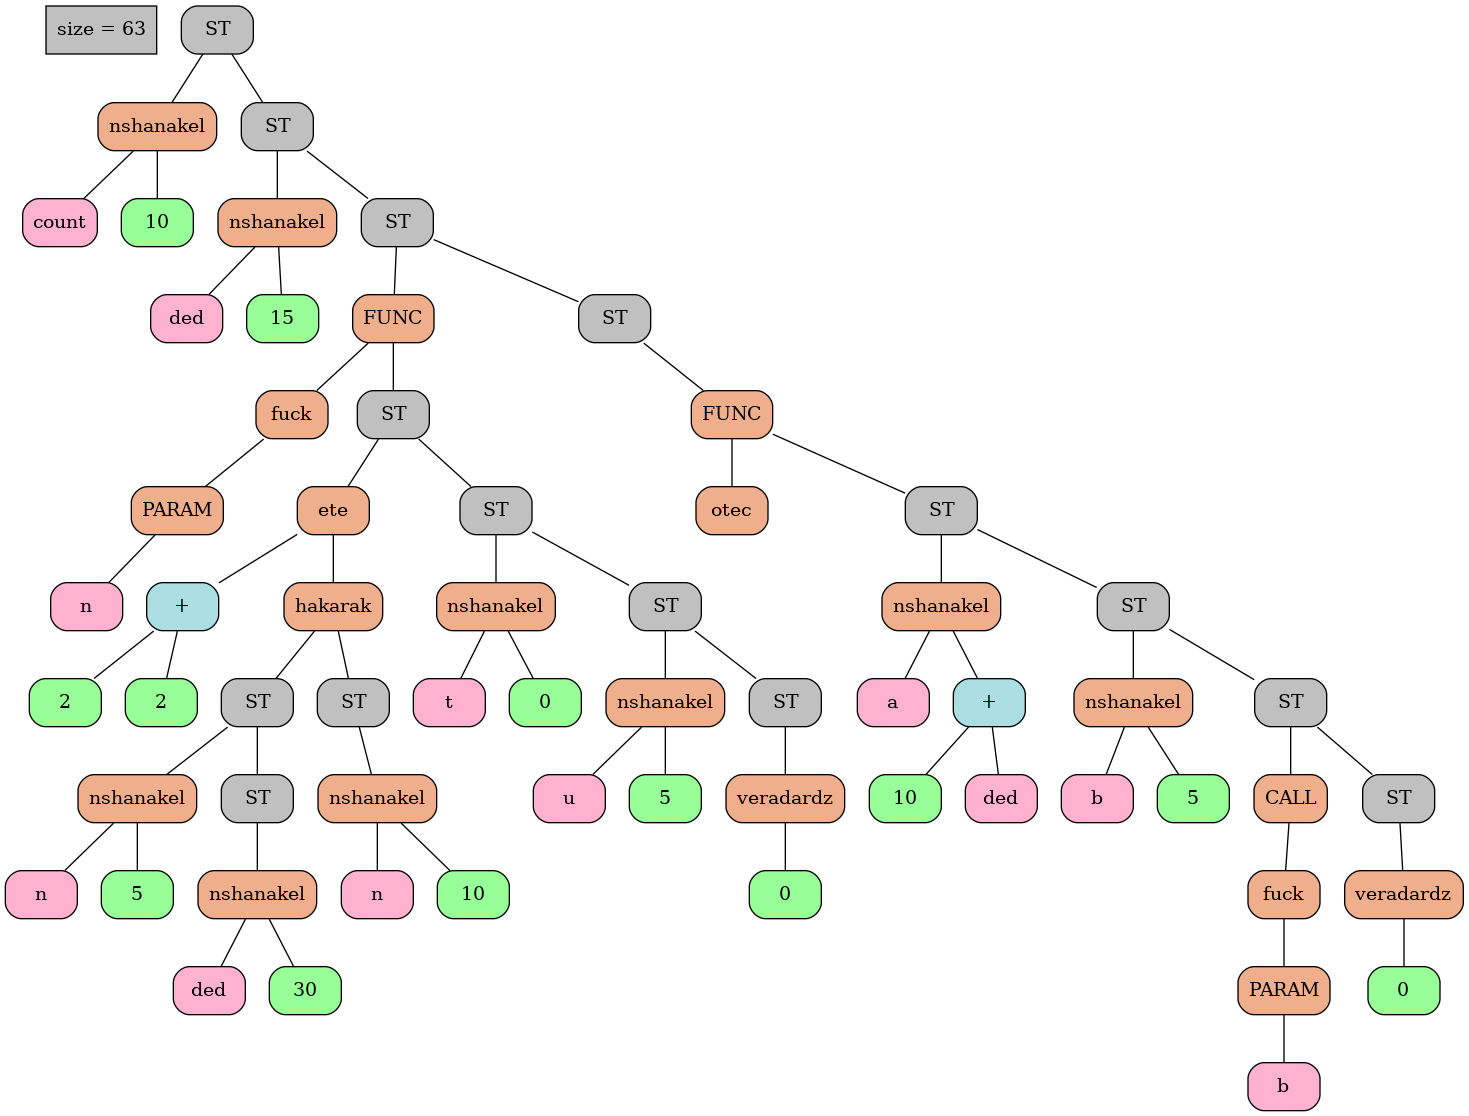 size = 63 ST
nshanakel ST
count 10 nshanakel ST
ded 15 FUNC ST
fuck ST FUNC
PARAM ete ST otec ST
n + hakarak nshanakel ST nshanakel ST
2 2 ST ST t 0 nshanakel ST a + nshanakel ST
nshanakel ST nshanakel u 5 veradardz 10 ded b 5 CALL ST
n 5 nshanakel n 10 0 fuck veradardz
ded 30 PARAM 0
b